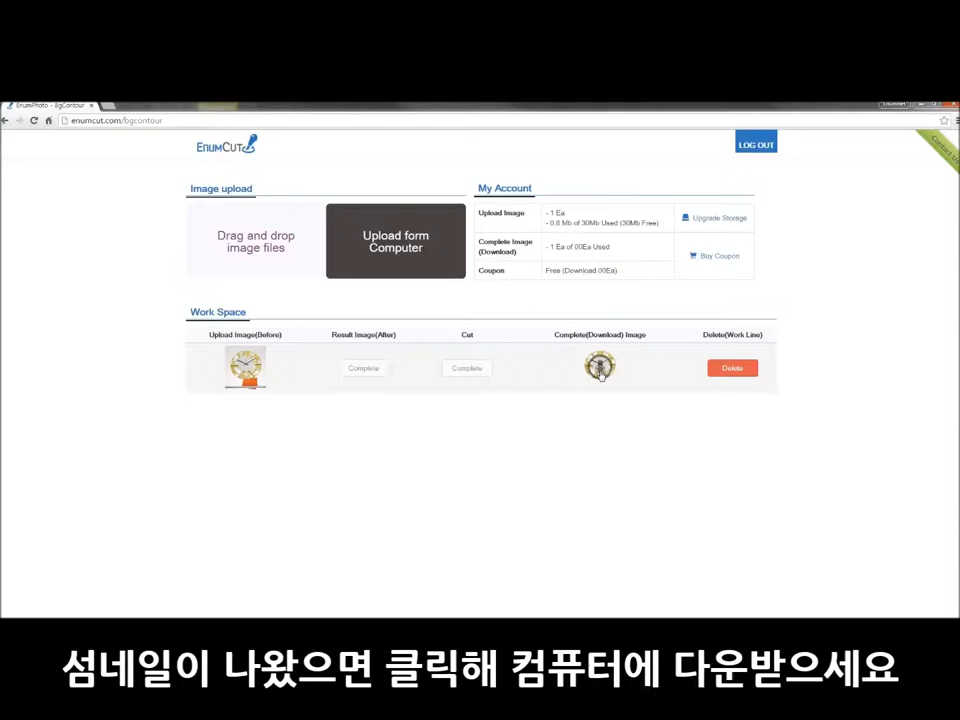 EnumPhoto - BgContour
enumcut.com/bgcontour
Contact US
ENUMCUT
LOG OUT
Image upload
Drag and drop
image files
Upload form
Computer
My Account
Upload Image
- 1 Ea
- 0.6 Mb of 30Mb Used (30Mb Free)
Upgrade Storage
Complete Image
(Download)
- 1 Ea of 00Ea Used
Buy Coupon
Coupon
Free (Download 00Ea)
Work Space
Upload Image(Before)
Result Image(After)
Cut
Complete(Download) Image
Delete(Work Line)
Complete
Complete
Delete
섬네일이 나왔으면 클릭해 컴퓨터에 다운받으세요